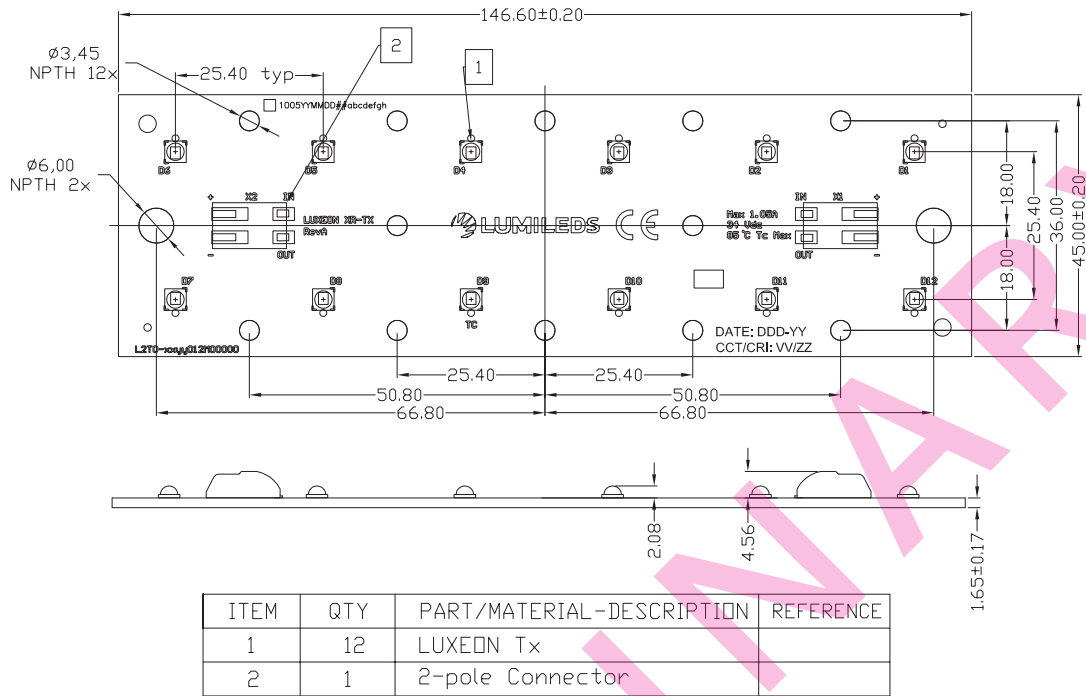 146.60±0.20
ø3,45
NPTH 12x
2
1
25.40 typ
1005YYMMDD##abcdefgh
ø6,00
NPTH 2x
D6
D5
D4
D3
D2
D1
+ X2 IN
IN X1 +
LUXEON XR-TX
RevA
LUMILEDS CE
Max 1.05A
34 Vdc
85°C Tc Max
- OUT
OUT -
D7
D8
D9
D10
D11
D12
TC
DATE: DDD-YY
CCT/CRI: VV/ZZ
L2T0-xxyy012M00000
18.00
18.00
25.40
36.00
45.00±0.20
25.40
25.40
50.80
50.80
66.80
66.80
2.08
4.56
1.65±0.17
ITEM QTY PART/MATERIAL-DESCRIPTION REFERENCE
1 12 LUXEON Tx
2 1 2-pole Connector
INAR